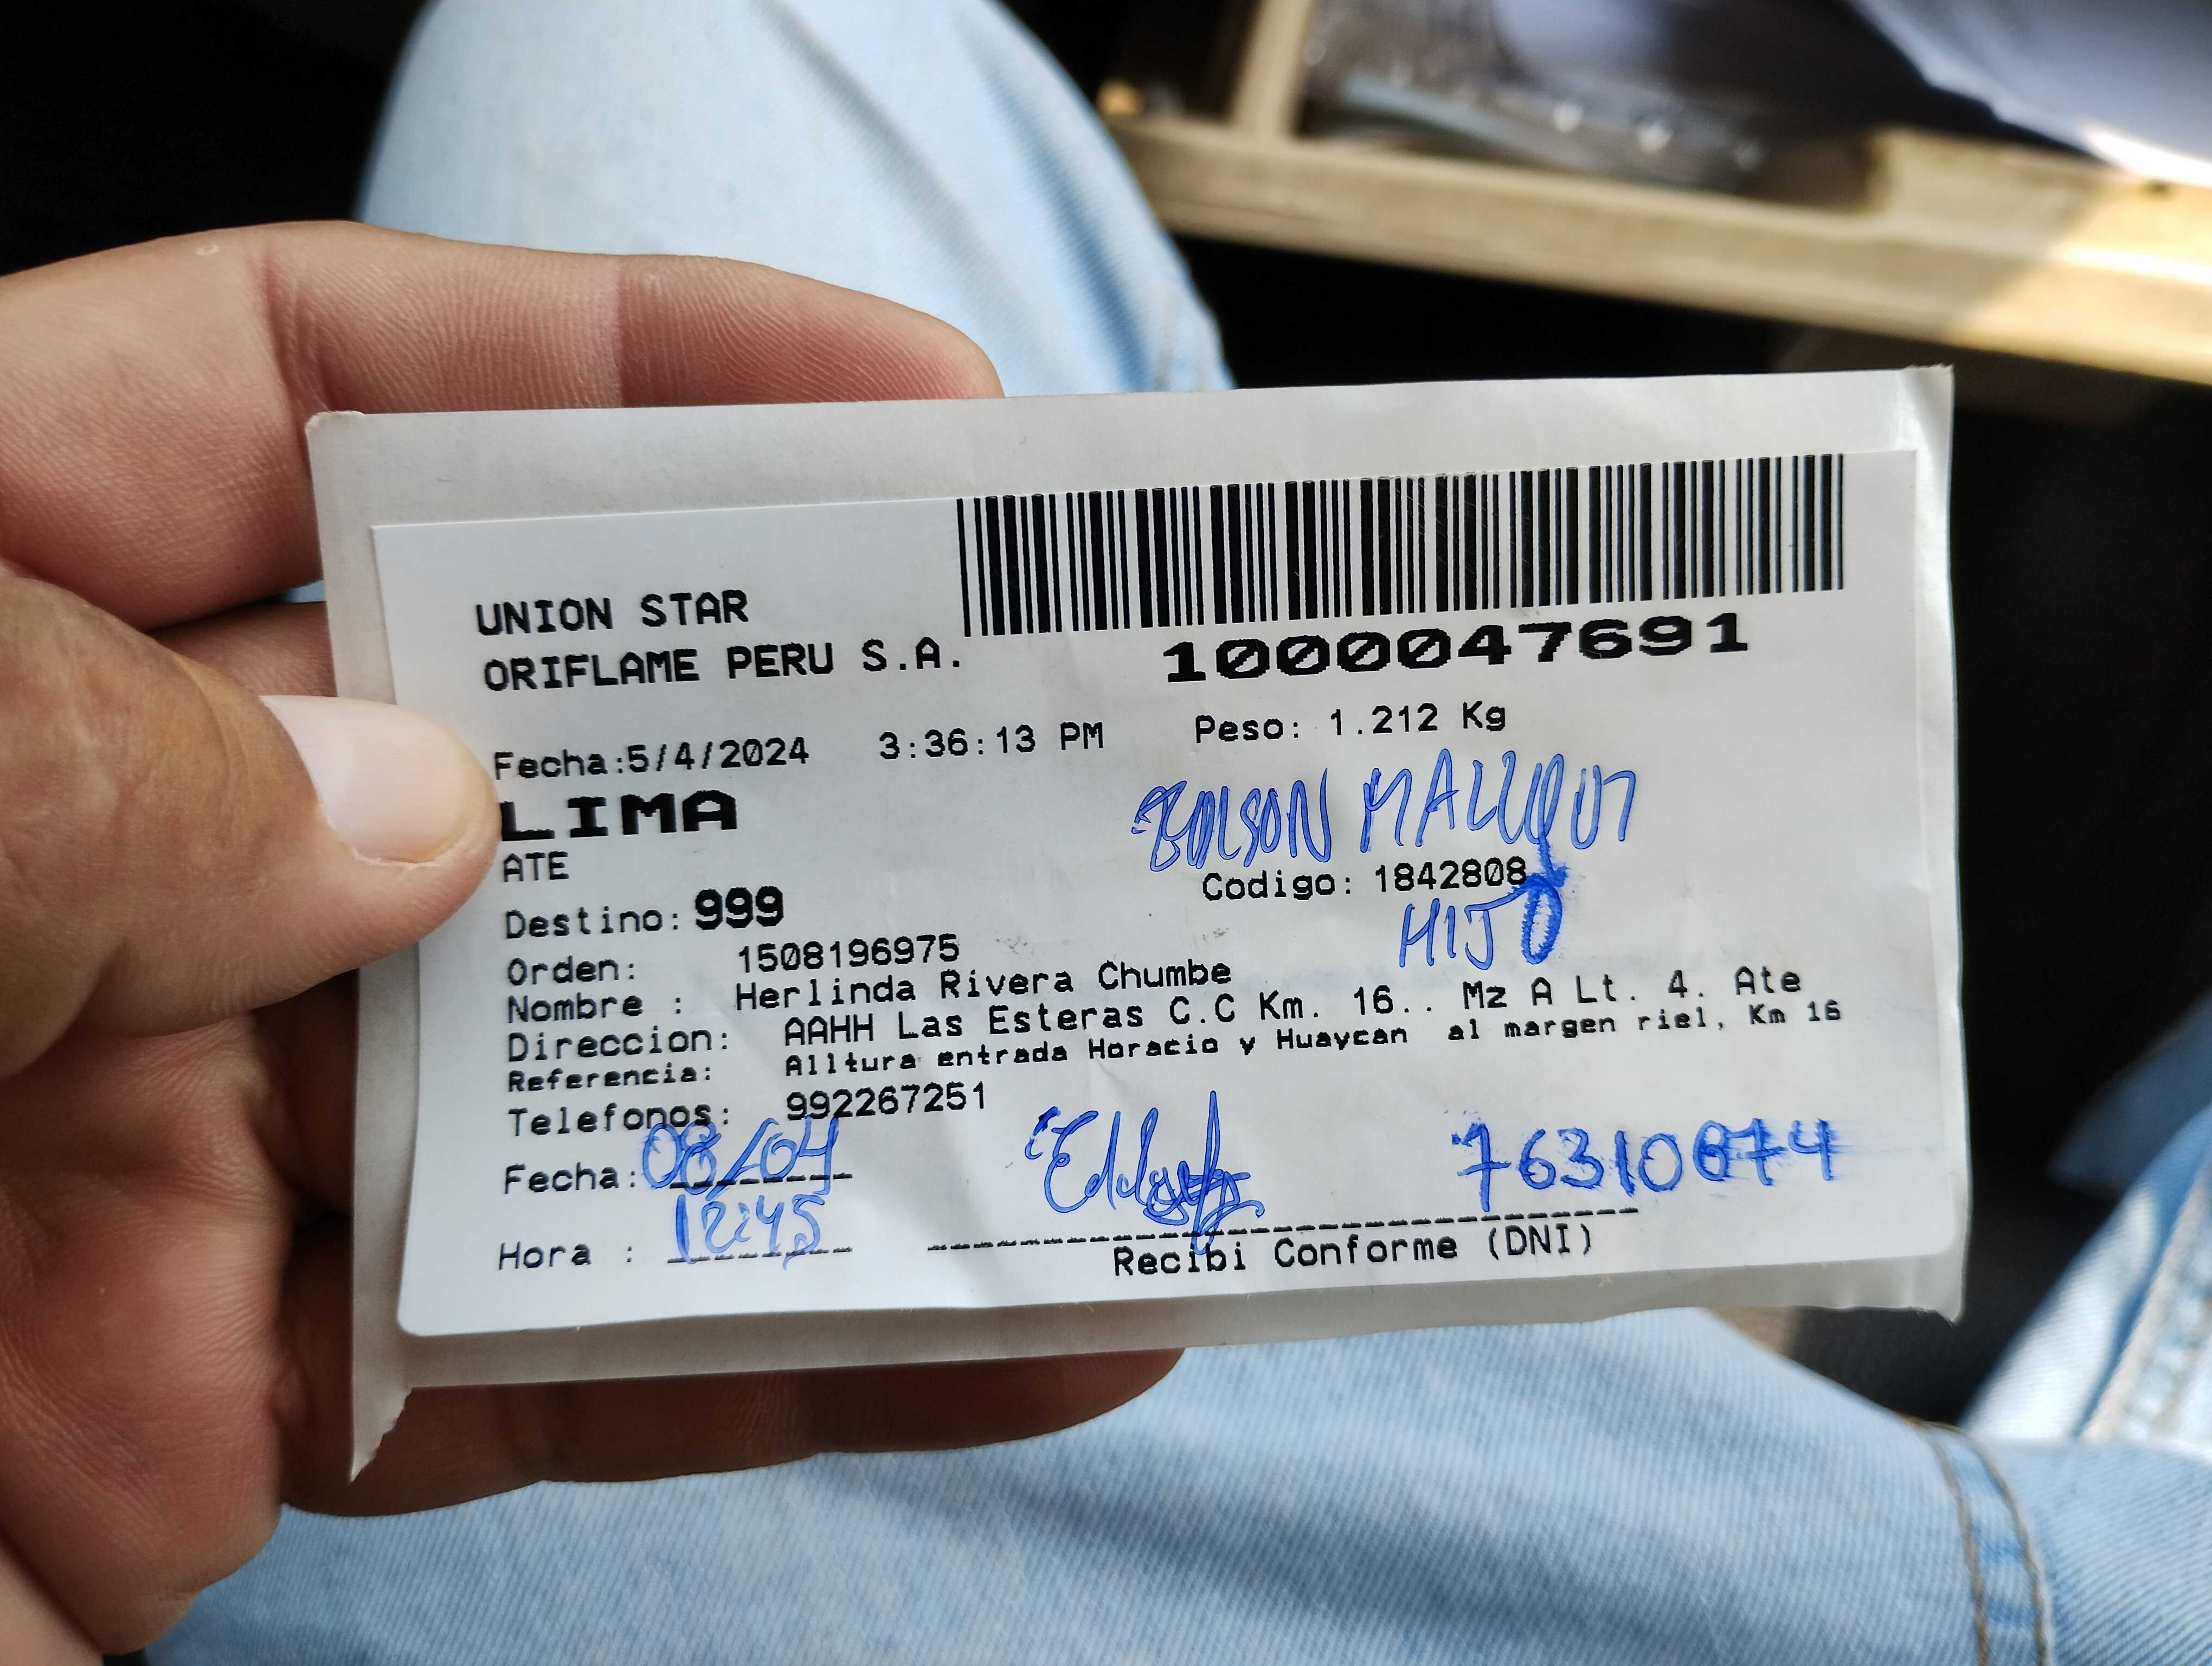 UNION STAR
ORIFLAME PERU S.A.
1000047691
Fecha:5/4/2024 3:36:13 PM Peso: 1.212 Kg
LIMA
ATE
MALLQUI
Codigo: 1842808
HIJO
Destino: 999
Orden: 1508196975
Nombre : Herlinda Rivera Chumbe
Direccion: AAHH Las Esteras C.C Km. 16.. Mz A Lt. 4. Ate
Referencia: Alltura entrada Horacio y Huaycan al margen riel, Km 16
Telefonos: 992267251
Fecha: 08/04
Hora : 12:45
Recibi Conforme (DNI)